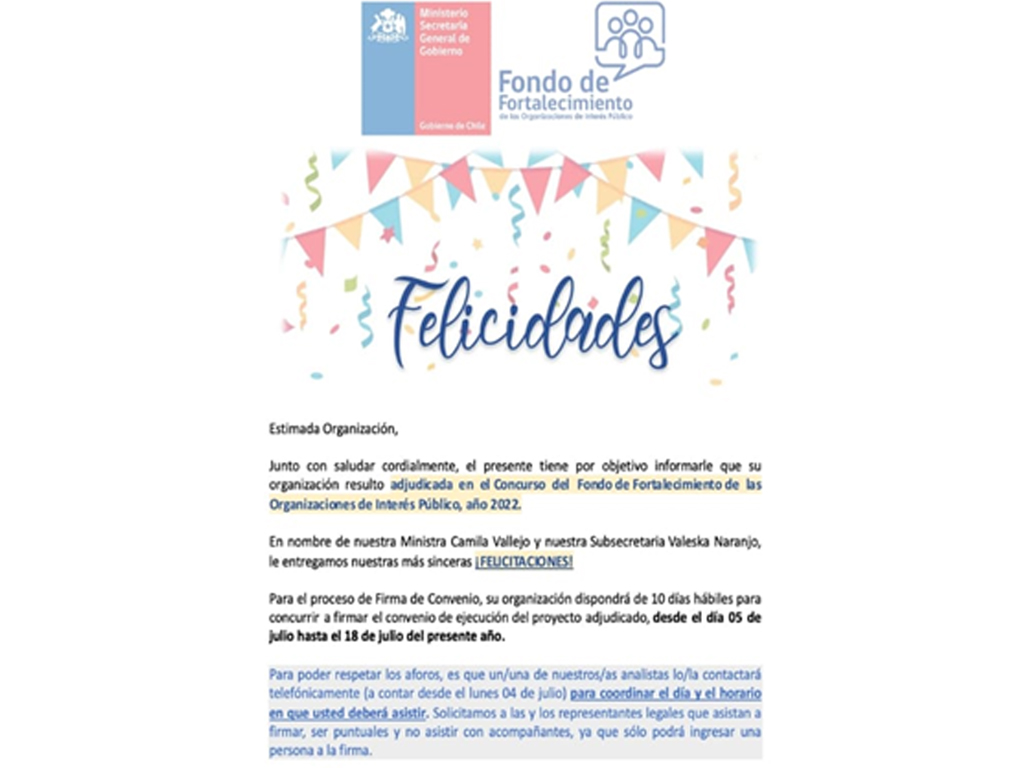 Ministerio
Secretaría
General de
Gobierno
Gobierno de Chile
Fondo de
Fortalecimiento
de las Organizaciones de Interés Público
Felicidades
Estimada Organización,
Junto con saludar cordialmente, el presente tiene por objetivo informarle que su
organización resulto adjudicada en el Concurso del Fondo de Fortalecimiento de las
Organizaciones de Interés Público, año 2022.
En nombre de nuestra Ministra Camila Vallejo y nuestra Subsecretaria Valeska Naranjo,
le entregamos nuestras más sinceras ¡FELICITACIONES!
Para el proceso de Firma de Convenio, su organización dispondrá de 10 días hábiles para
concurrir a firmar el convenio de ejecución del proyecto adjudicado, desde el día 05 de
julio hasta el 18 de julio del presente año.
Para poder respetar los aforos, es que un/una de nuestros/as analistas lo/la contactará
telefónicamente (a contar desde el lunes 04 de julio) para coordinar el día y el horario
en que usted deberá asistir. Solicitamos a las y los representantes legales que asistan a
firmar, ser puntuales y no asistir con acompañantes, ya que sólo podrá ingresar una
persona a la firma.